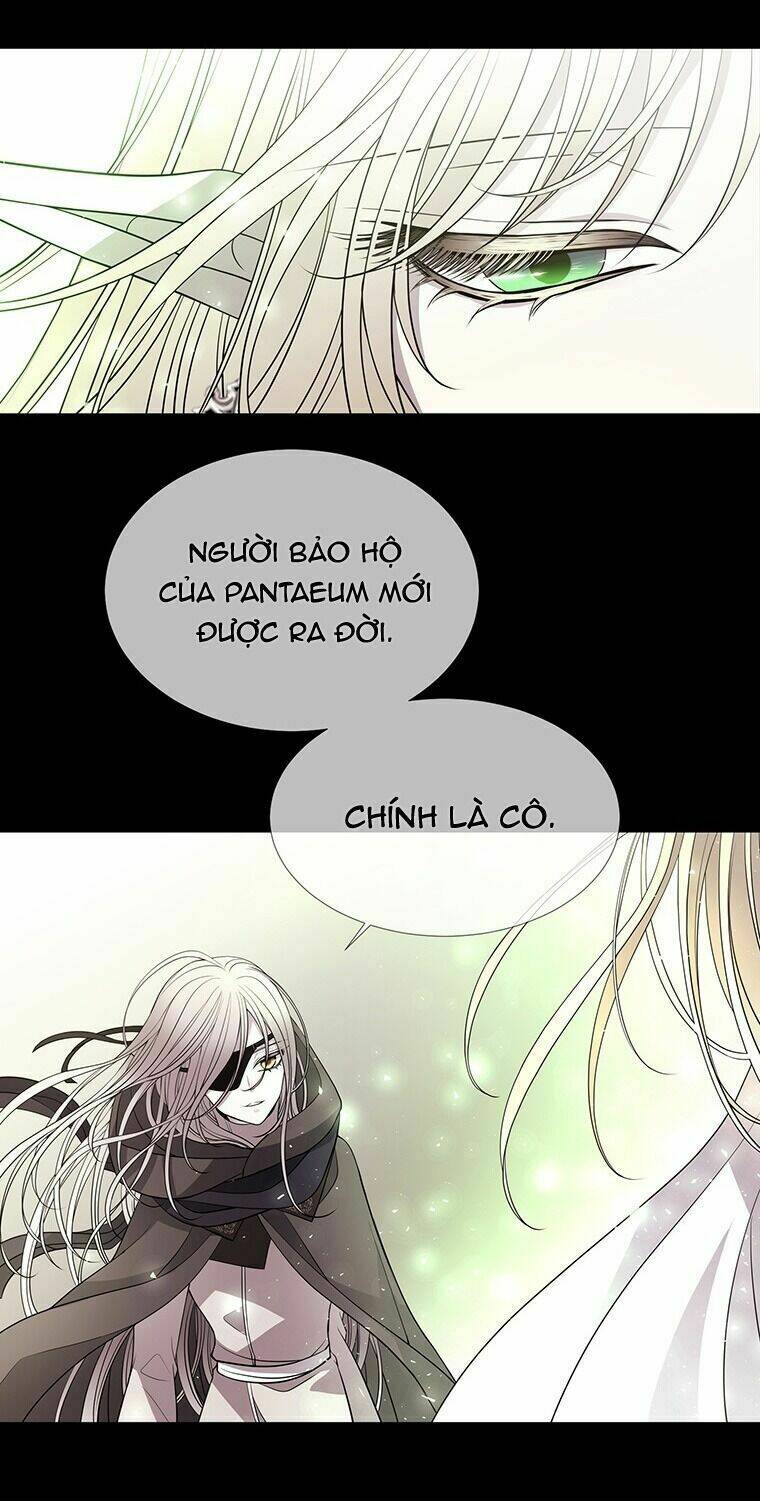 NGƯỜI BẢO HỘ
CỦA PANTAEUM MỚI
ĐƯỢC RA ĐỜI.
CHÍNH LÀ CÔ.